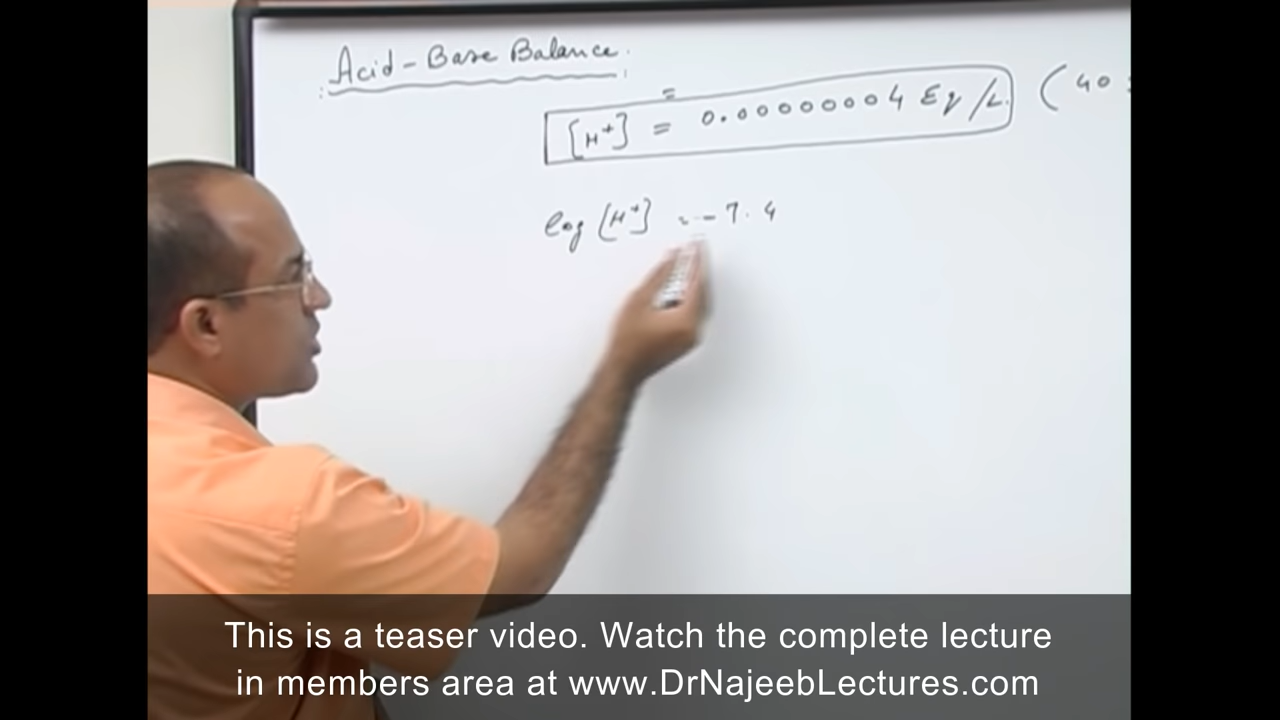 Acid-Base Balance.
[H+] = 0.00000004 Eq/L. (40
log [H+] = -7.4
This is a teaser video. Watch the complete lecture
in members area at www.DrNajeebLectures.com